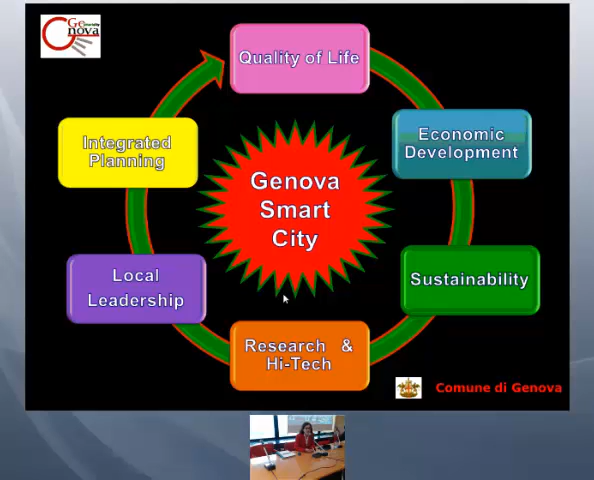 Genova
Quality of Life
Economic
Development
Sustainability
Research & 
Hi-Tech
Local
Leadership
Integrated
Planning
Genova
Smart
City
Comune di Genova